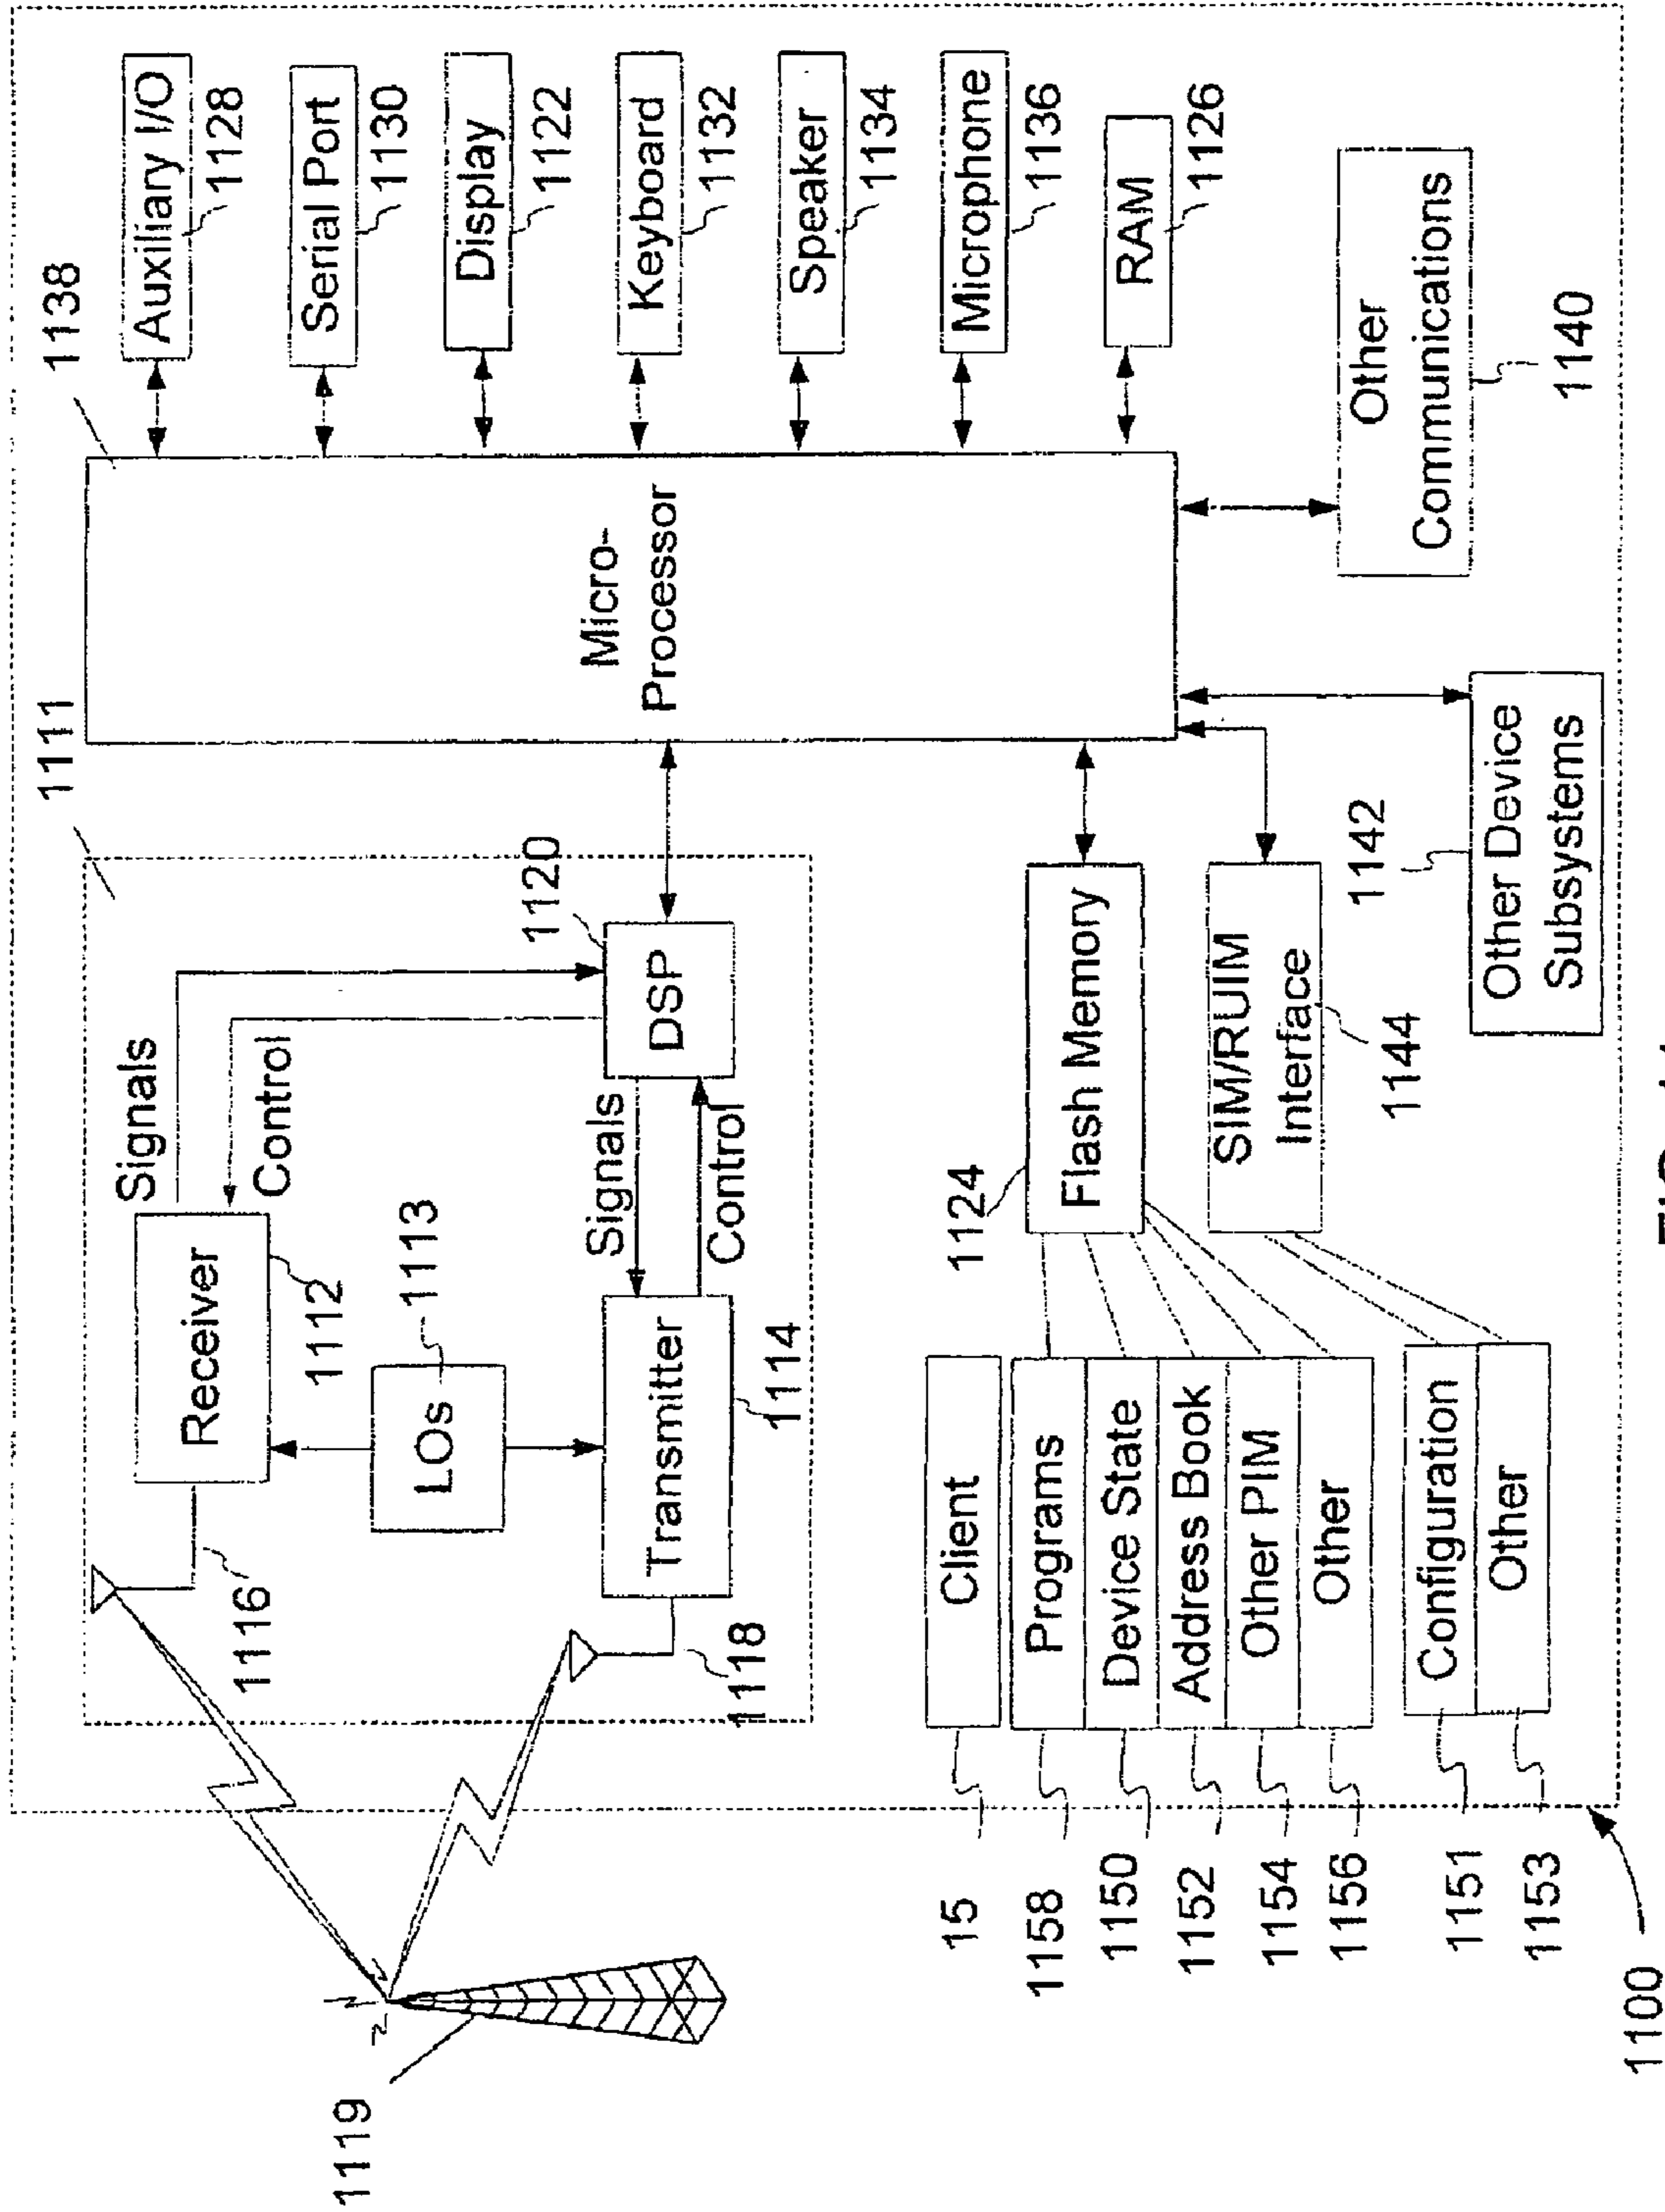 1138
1111
Auxiliary I/O
1128
Serial Port
1130
Display
1122
Keyboard
1132
Speaker
1134
Microphone
1136
RAM
1126
Other
Communications
1140
Micro-
Processor
Signals
Control
1120
DSP
Receiver
1112
LOs
1113
Signals
Control
Transmitter
1114
1116
1118
1119
1124
Flash Memory
SIM/RUIM
Interface
1144
1142
Other Device
Subsystems
Client
Programs
Device State
Address Book
Other PIM
Other
Configuration
Other
15
1158
1150
1152
1154
1156
1151
1153
1100